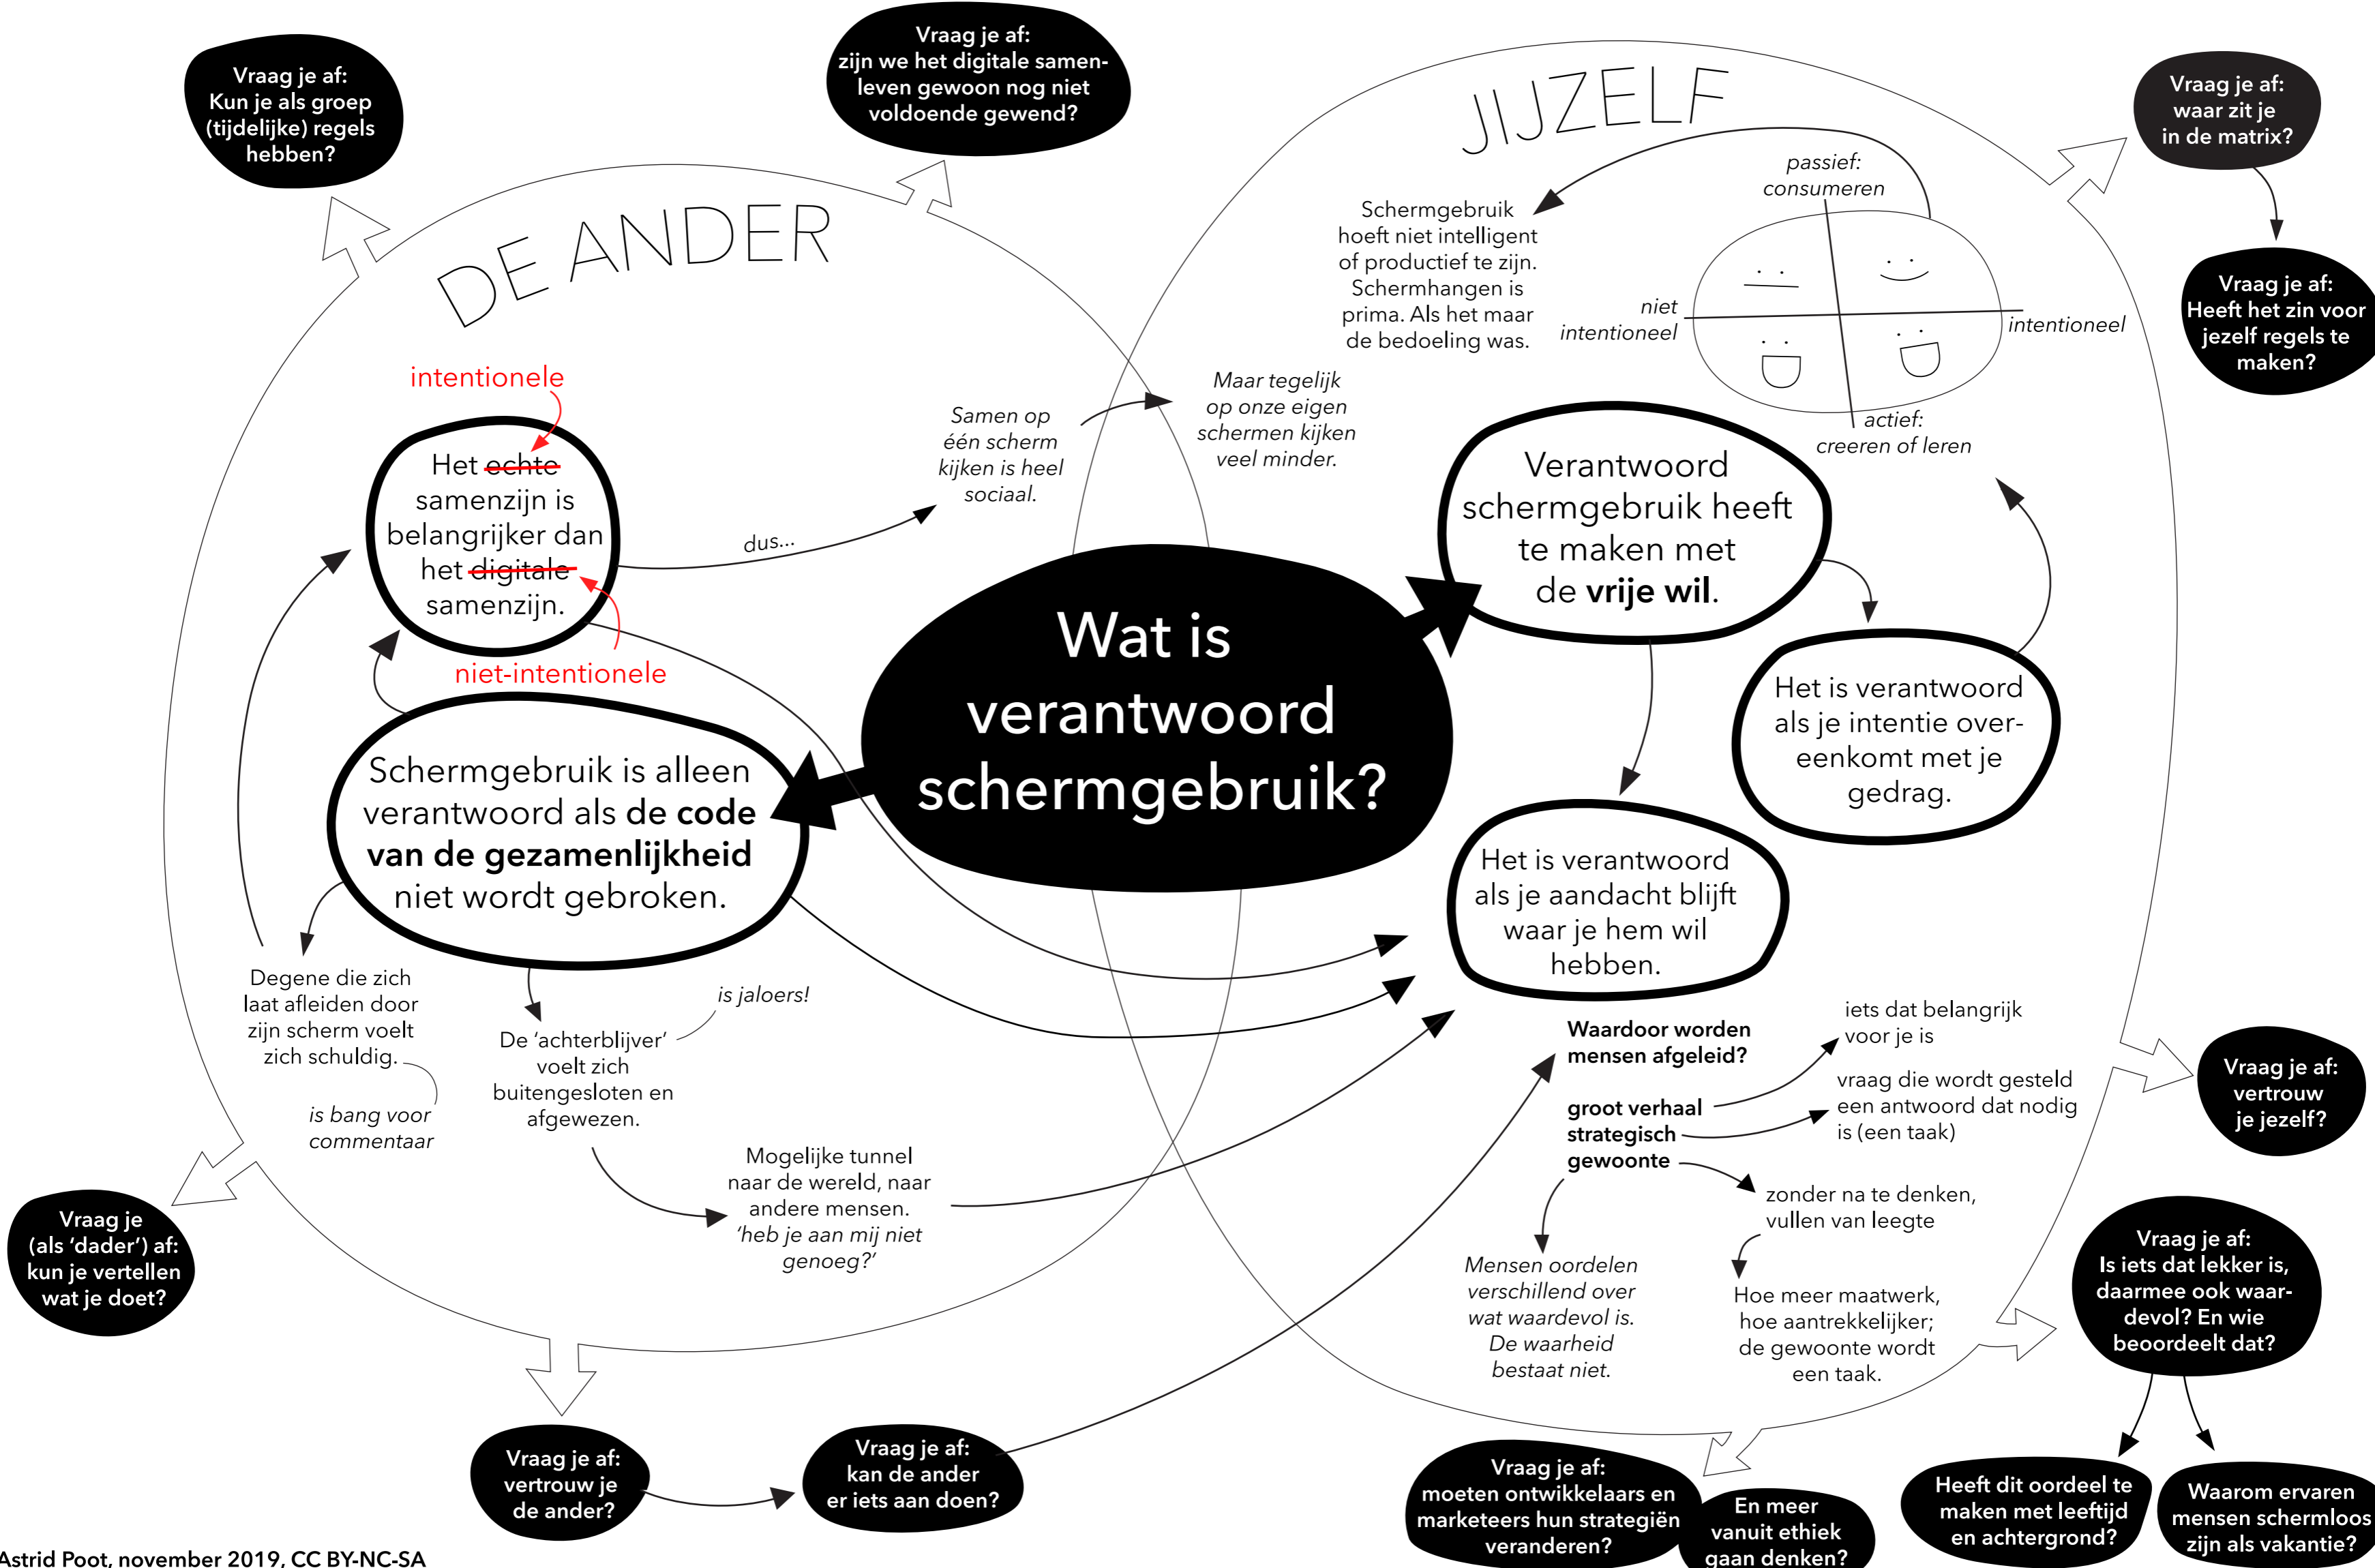 Vraag je af:
Kun je als groep
(tijdelijke) regels
hebben?
Vraag je af:
zijn we het digitale samen-
leven gewoon nog niet
voldoende gewend?
DE ANDER
intentionele
Het echte
samenzijn is
belangrijker dan
het digitale
samenzijn.
niet-intentionele
dus...
Samen op
één scherm
kijken is heel
sociaal.
Maar tegelijk
op onze eigen
schermen kijken
veel minder.
Schermgebruik is alleen
verantwoord als de code
van de gezamenlijkheid
niet wordt gebroken.
Degene die zich
laat afleiden door
zijn scherm voelt
zich schuldig.
is bang voor
commentaar
De ‘achterblijver’
voelt zich
buitengesloten en
afgewezen.
is jaloers!
Mogelijke tunnel
naar de wereld, naar
andere mensen.
‘heb je aan mij niet
genoeg?’
Vraag je
(als ‘dader’) af:
kun je vertellen
wat je doet?
Vraag je af:
vertrouw je
de ander?
Vraag je af:
kan de ander
er iets aan doen?
Wat is
verantwoord
schermgebruik?
JIJZELF
Schermgebruik
hoeft niet intelligent
of productief te zijn.
Schermhangen is
prima. Als het maar
de bedoeling was.
passief:
consumeren
niet
intentioneel
intentioneel
actief:
creeren of leren
Vraag je af:
waar zit je
in de matrix?
Vraag je af:
Heeft het zin voor
jezelf regels te
maken?
Verantwoord
schermgebruik heeft
te maken met
de vrije wil.
Het is verantwoord
als je intentie over-
eenkomt met je
gedrag.
Het is verantwoord
als je aandacht blijft
waar je hem wil
hebben.
Waardoor worden
mensen afgeleid?
groot verhaal
strategisch
gewoonte
iets dat belangrijk
voor je is
vraag die wordt gesteld
een antwoord dat nodig
is (een taak)
zonder na te denken,
vullen van leegte
Mensen oordelen
verschillend over
wat waardevol is.
De waarheid
bestaat niet.
Hoe meer maatwerk,
hoe aantrekkelijker;
de gewoonte wordt
een taak.
Vraag je af:
vertrouw
je jezelf?
Vraag je af:
Is iets dat lekker is,
daarmee ook waar-
devol? En wie
beoordeelt dat?
Heeft dit oordeel te
maken met leeftijd
en achtergrond?
Waarom ervaren
mensen schermloos
zijn als vakantie?
Vraag je af:
moeten ontwikkelaars en
marketeers hun strategiën
veranderen?
En meer
vanuit ethiek
gaan denken?
Astrid Poot, november 2019, CC BY-NC-SA